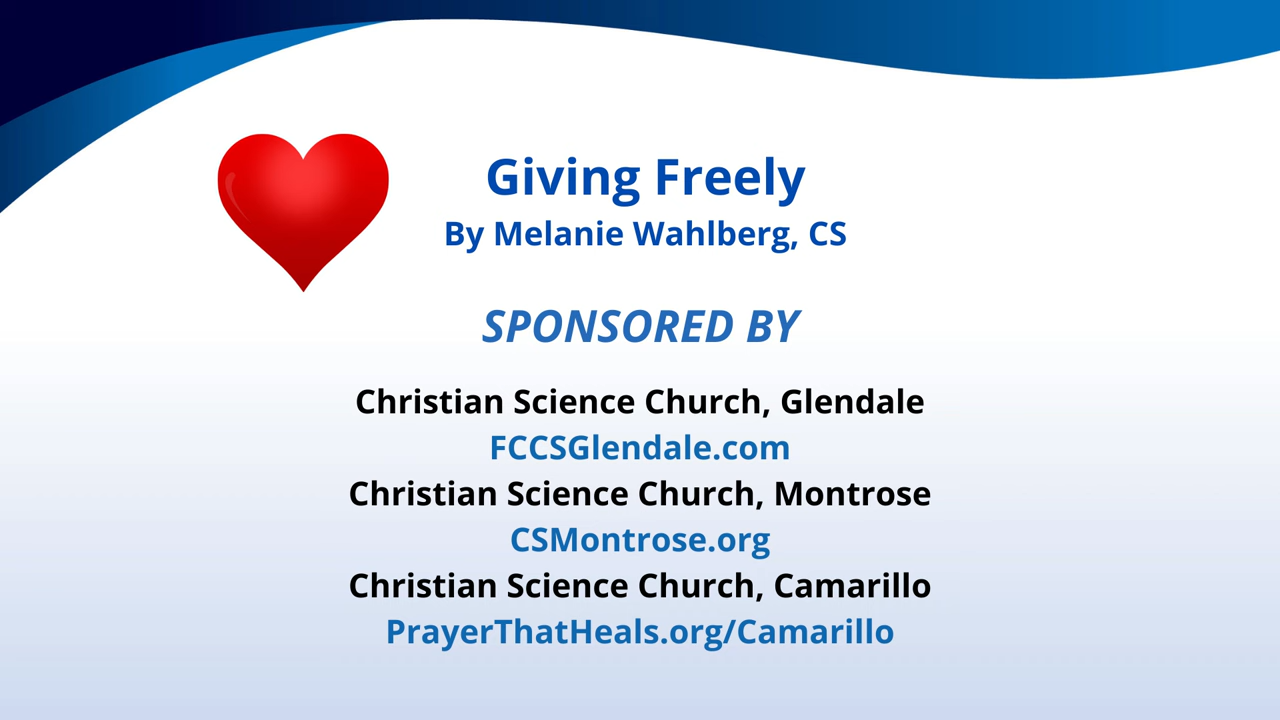 Giving Freely
By Melanie Wahlberg, CS
SPONSORED BY
Christian Science Church, Glendale
FCCSGlendale.com
Christian Science Church, Montrose
CSMontrose.org
Christian Science Church, Camarillo
PrayerThatHeals.org/Camarillo